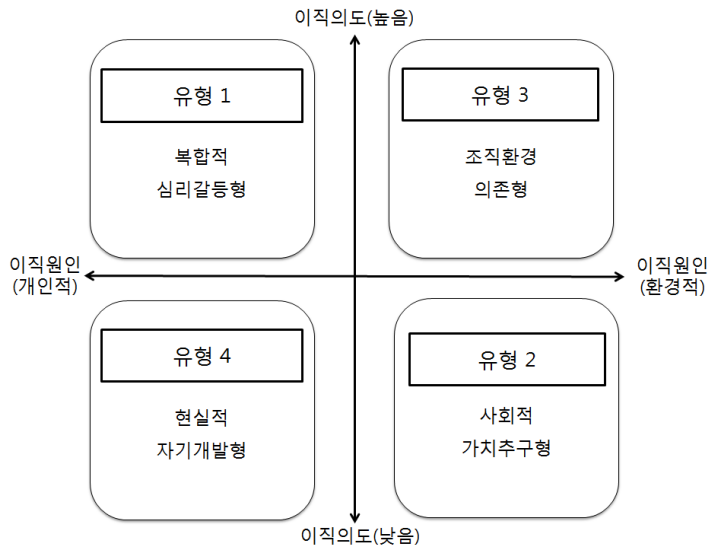 이직의도(높음)
유형 1
복합적
심리갈등형
유형 3
조직환경
의존형
이직원인
(개인적)
이직원인
(환경적)
유형 4
현실적
자기개발형
유형 2
사회적
가치추구형
이직의도(낮음)